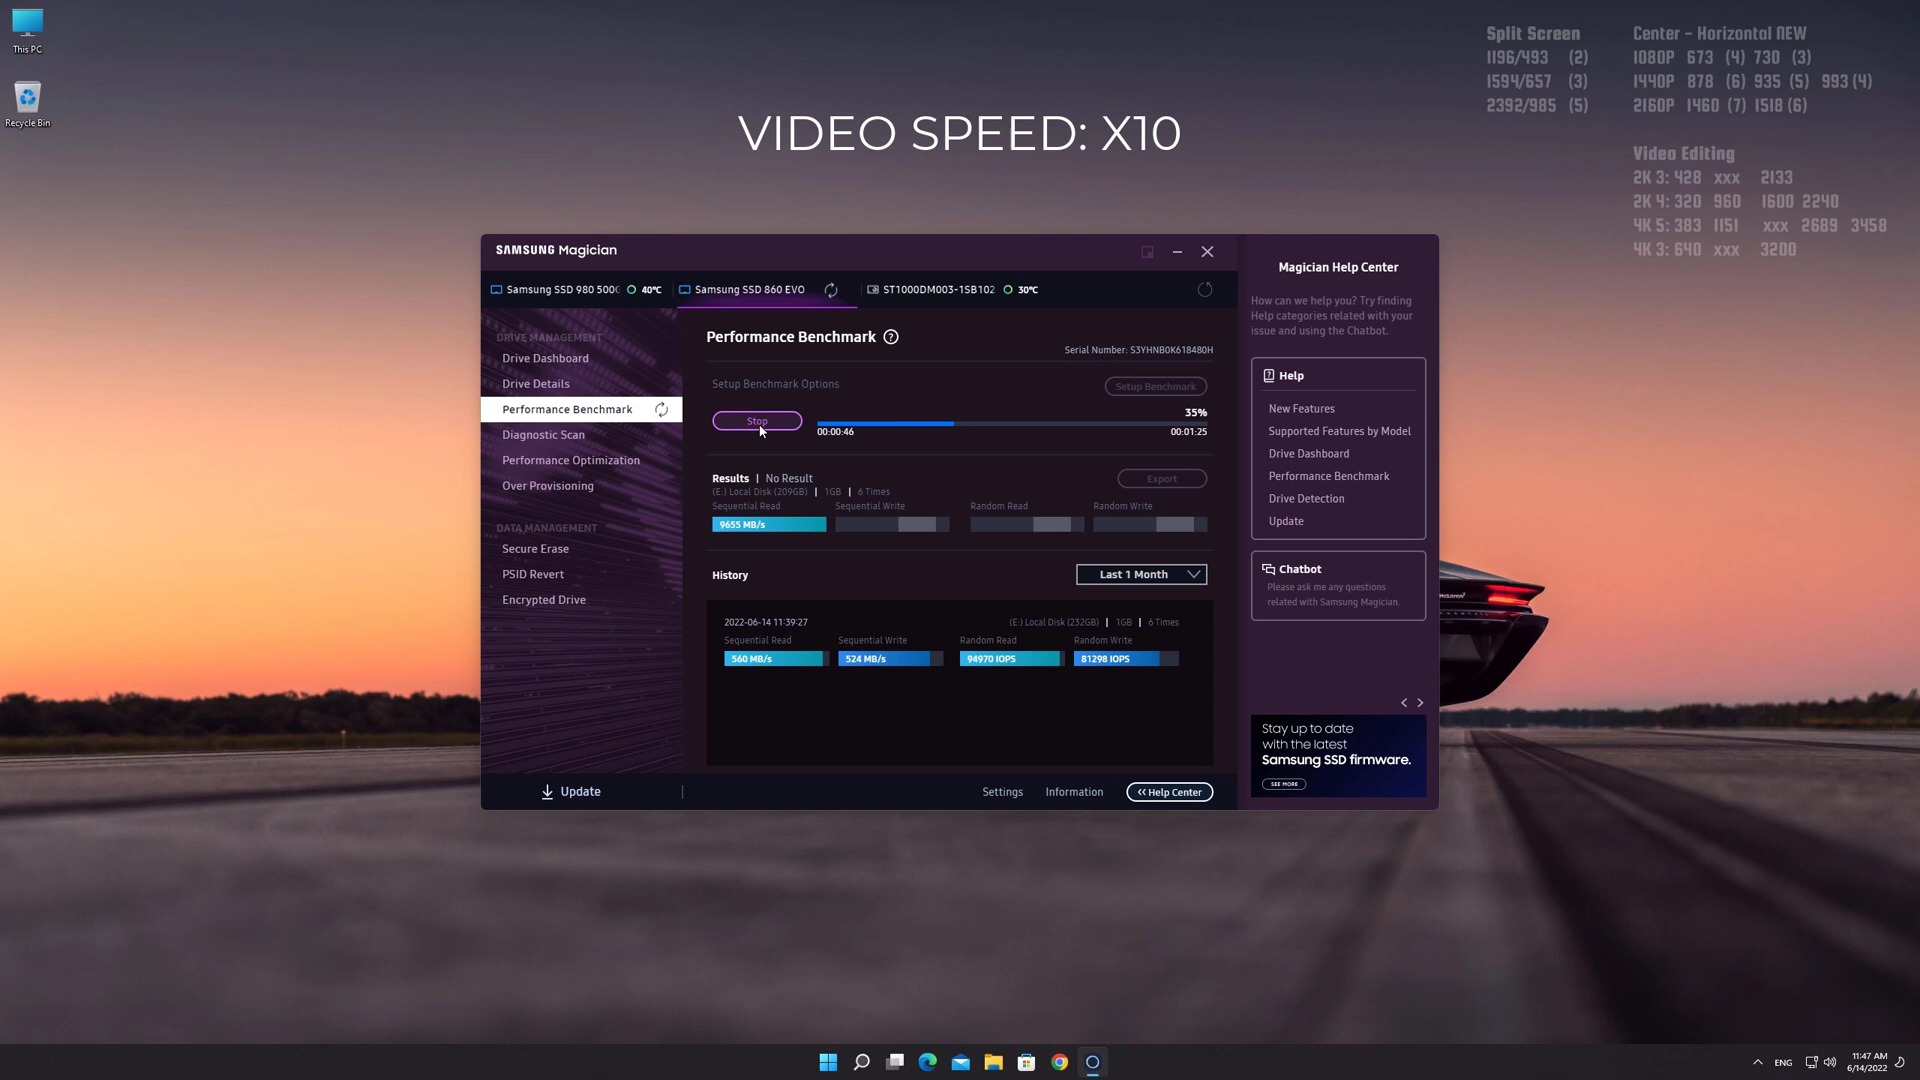 This PC
Recycle Bin
Split Screen
1196/493 (2)
1594/657 (3)
2392/985 (5)
Center - Horizontal NEW
1080P 673 (4) 730 (3)
1440P 878 (6) 935 (5) 993 (4)
2160P 1460 (7) 1518 (6)
Video Editing
2K 3: 428 xxx 2133
2K 4: 320 960 1600 2240
4K 5: 383 1151 xxx 2689 3458
4K 3: 640 xxx 3200
VIDEO SPEED: X10
SAMSUNG Magician
Samsung SSD 980 500G 40°C
Samsung SSD 860 EVO
ST1000DM003-1SB102 30°C
DRIVE MANAGEMENT
Drive Dashboard
Drive Details
Performance Benchmark
Diagnostic Scan
Performance Optimization
Over Provisioning
DATA MANAGEMENT
Secure Erase
PSID Revert
Encrypted Drive
Performance Benchmark ?
Serial Number: S3YHNB0K618480H
Setup Benchmark Options
Setup Benchmark
Stop
35%
00:00:46
00:01:25
Results | No Result
Export
(E:) Local Disk (209GB) | 1GB | 6 Times
Sequential Read Sequential Write Random Read Random Write
9655 MB/s
History
Last 1 Month
2022-06-14 11:39:27
(E:) Local Disk (232GB) | 1GB | 6 Times
Sequential Read Sequential Write Random Read Random Write
560 MB/s 524 MB/s 94970 IOPS 81298 IOPS
Update
Settings
Information
Help Center
Magician Help Center
How can we help you? Try finding
Help categories related with your
issue and using the Chatbot.
Help
New Features
Supported Features by Model
Drive Dashboard
Performance Benchmark
Drive Detection
Update
Chatbot
Please ask me any questions
related with Samsung Magician.
Stay up to date
with the latest
Samsung SSD firmware.
SEE MORE
McLaren
ENG
11:47 AM
6/14/2022